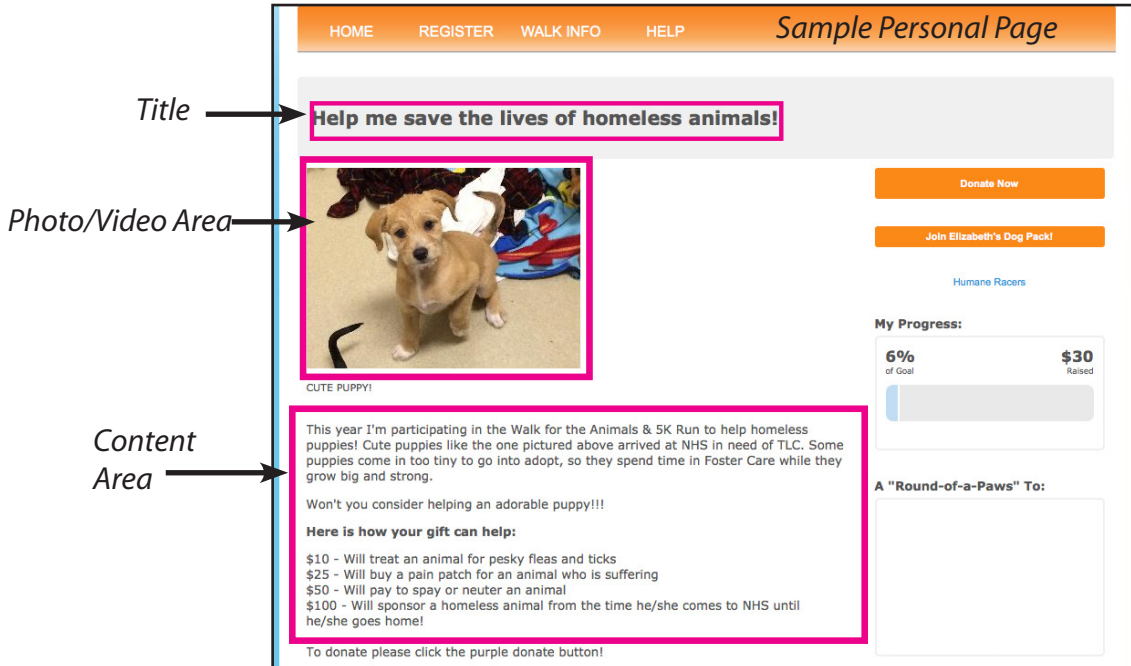 HOME REGISTER WALK INFO HELP Sample Personal Page
Title
Help me save the lives of homeless animals!
Photo/Video Area
CUTE PUPPY!
Content
Area
This year I'm participating in the Walk for the Animals & 5K Run to help homeless
puppies! Cute puppies like the one pictured above arrived at NHS in need of TLC. Some
puppies come in too tiny to go into adopt, so they spend time in Foster Care while they
grow big and strong.
Won't you consider helping an adorable puppy!!!
Here is how your gift can help:
$10 - Will treat an animal for pesky fleas and ticks
$25 - Will buy a pain patch for an animal who is suffering
$50 - Will pay to spay or neuter an animal
$100 - Will sponsor a homeless animal from the time he/she comes to NHS until
he/she goes home!
To donate please click the purple donate button!
Donate Now
Join Elizabeth's Dog Pack!
Humane Racers
My Progress:
6% $30
of Goal Raised
A "Round-of-a-Paws" To: